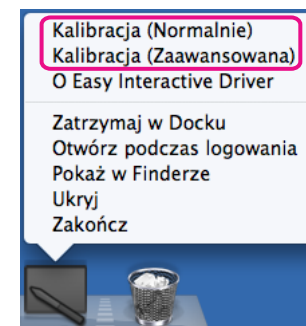 Kalibracja (Normalnie)
Kalibracja (Zaawansowana)
O Easy Interactive Driver
Zatrzymaj w Docku
Otwórz podczas logowania
Pokaż w Finderze
Ukryj
Zakończ